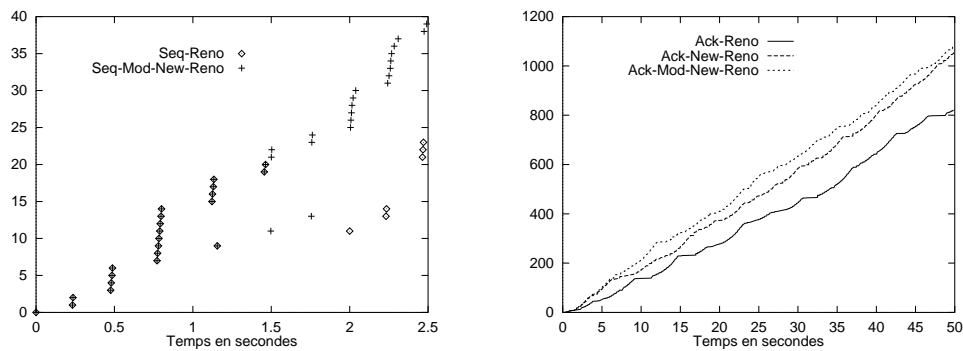 40
35
30
25
20
15
10
5
0
Seq-Reno
Seq-Mod-New-Reno
0 0.5 1 1.5 2 2.5
Temps en secondes
1200
1000
800
600
400
200
0
Ack-Reno
Ack-New-Reno
Ack-Mod-New-Reno
0 5 10 15 20 25 30 35 40 45 50
Temps en secondes